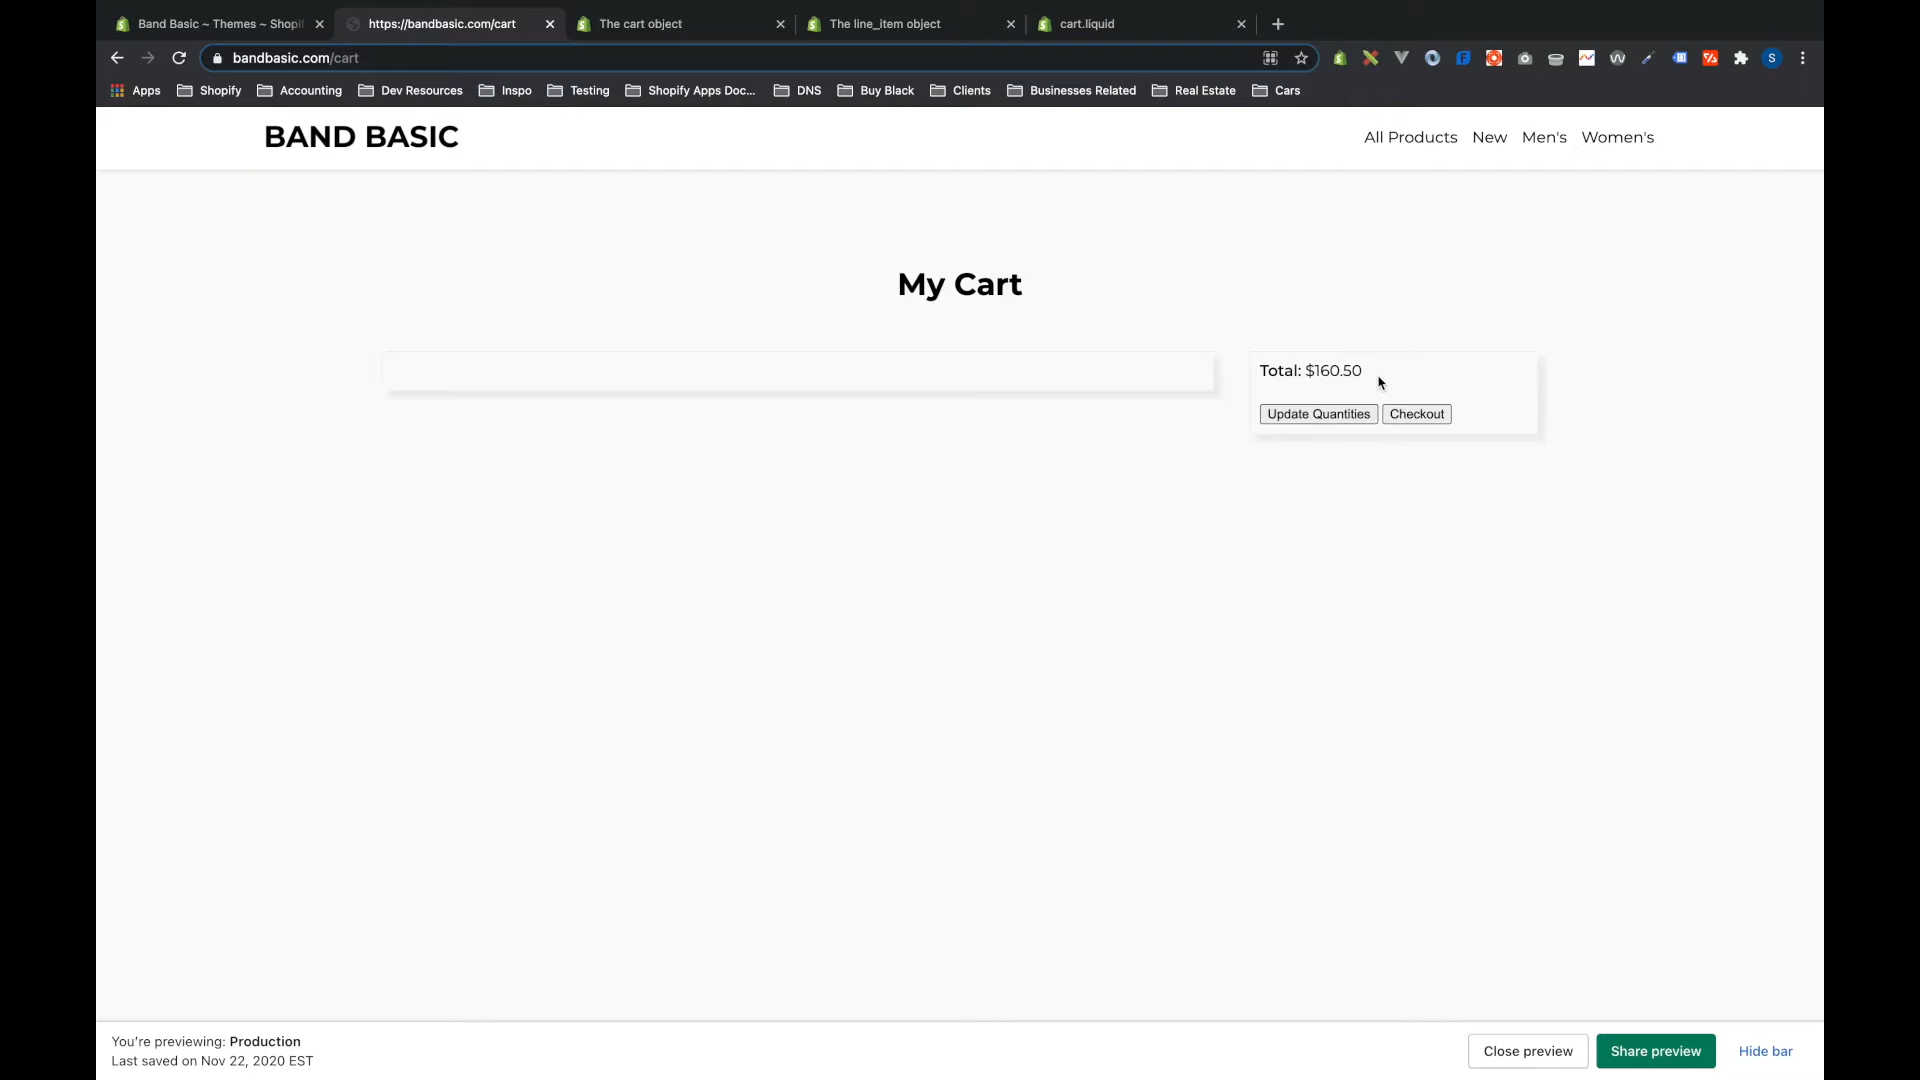 Band Basic ~ Themes ~ Shopif
https://bandbasic.com/cart
The cart object
The line_item object
cart.liquid
bandbasic.com/cart
Apps Shopify Accounting Dev Resources Inspo Testing Shopify Apps Doc... DNS Buy Black Clients Businesses Related Real Estate Cars
BAND BASIC
All Products New Men's Women's
My Cart
Total: $160.50
Update Quantities Checkout
You're previewing: Production
Last saved on Nov 22, 2020 EST
Close preview Share preview Hide bar